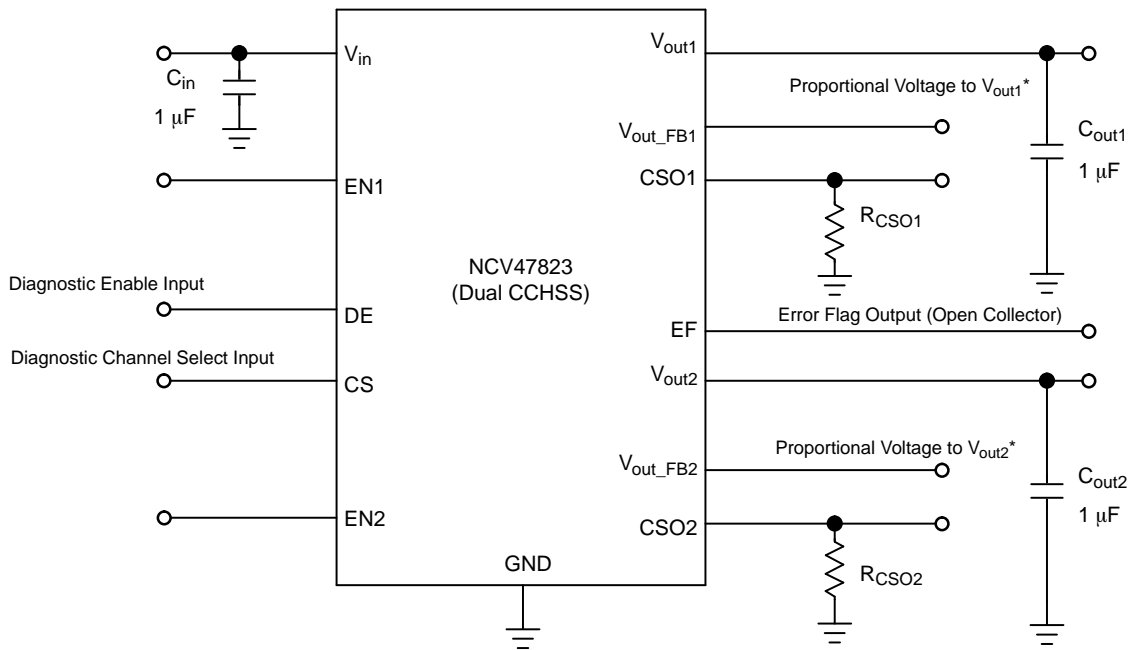 V_in
C_in
1 μF
EN1
Diagnostic Enable Input
DE
Diagnostic Channel Select Input
CS
EN2
NCV47823
(Dual CCHSS)
GND
V_out1
Proportional Voltage to V_out1*
V_out_FB1
C_out1
1 μF
CSO1
R_CSO1
Error Flag Output (Open Collector)
EF
V_out2
Proportional Voltage to V_out2*
V_out_FB2
C_out2
1 μF
CSO2
R_CSO2